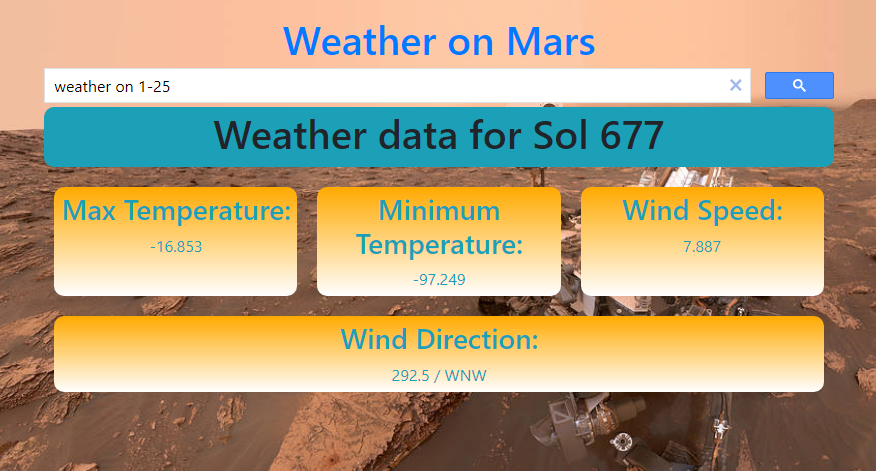 Weather on Mars
weather on 1-25
Weather data for Sol 677
Max Temperature:
-16.853
Minimum
Temperature:
-97.249
Wind Speed:
7.887
Wind Direction:
292.5 / WNW